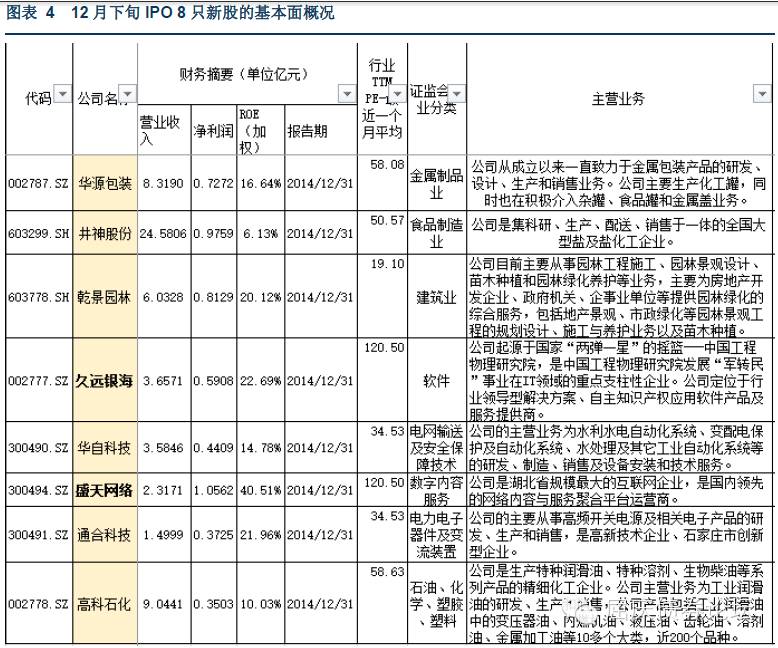 图表 4 12 月下旬 IPO 8 只新股的基本面概况
代码 公司名 财务摘要（单位亿元） 行业TTM PE-最近一个月平均 证监会 业分类 主营业务
营业收入 净利润 ROE（加权） 报告期
002787.SZ 华源包装 8.3190 0.7272 16.64% 2014/12/31 58.08 金属制品业 公司从成立以来一直致力于金属包装产品的研发、
设计、生产和销售业务。公司主要生产化工罐，同
时也在积极介入杂罐、食品罐和金属盖业务。
603299.SH 井神股份 24.5806 0.9759 6.13% 2014/12/31 50.57 食品制造业 公司是集科研、生产、配送、销售于一体的全国大
型盐及盐化工企业。
603778.SH 乾景园林 6.0328 0.8129 20.12% 2014/12/31 19.10 建筑业 公司目前主要从事园林工程施工、园林景观设计、
苗木种植和园林绿化养护等业务，主要为房地产开
发企业、政府机关、企事业单位等提供园林绿化的
综合服务，包括地产景观、市政绿化等园林景观工
程的规划设计、施工与养护业务以及苗木种植。
002777.SZ 久远银海 3.6571 0.5908 22.69% 2014/12/31 120.50 软件 公司起源于国家“两弹一星”的摇篮——中国工程
物理研究院，是中国工程物理研究院发展“军转民
”事业在IT领域的重点支柱性企业。公司定位于行
业领导型解决方案、自主知识产权应用软件产品及
服务提供商。
300490.SZ 华自科技 3.5846 0.4409 14.78% 2014/12/31 34.53 电网输送及安全保障技术 公司的主营业务为水利水电自动化系统、变配电保
护及自动化系统、水处理及其它工业自动化系统等
的研发、制造、销售及设备安装和技术服务。
300494.SZ 盛天网络 2.3171 1.0562 40.51% 2014/12/31 120.50 数字内容服务 公司是湖北省规模最大的互联网企业，是国内领先
的网络内容与服务聚合平台运营商。
300491.SZ 通合科技 1.4999 0.3725 21.96% 2014/12/31 34.53 电力电子器件及变流装置 公司的主要从事高频开关电源及相关电子产品的研
发、生产和销售，是高新技术企业、石家庄市创新
型企业。
002778.SZ 高科石化 9.0441 0.3503 10.03% 2014/12/31 58.63 石油、化学、塑胶、塑料 公司是生产特种润滑油、特种溶剂、生物柴油等系
列产品的精细化工企业。公司主营业务为工业润滑
油的研发、生产 销售，
中的变压器油、内燃机油、液压油、齿轮油、溶剂
油、金属加工油等10多个大类，近200个品种。